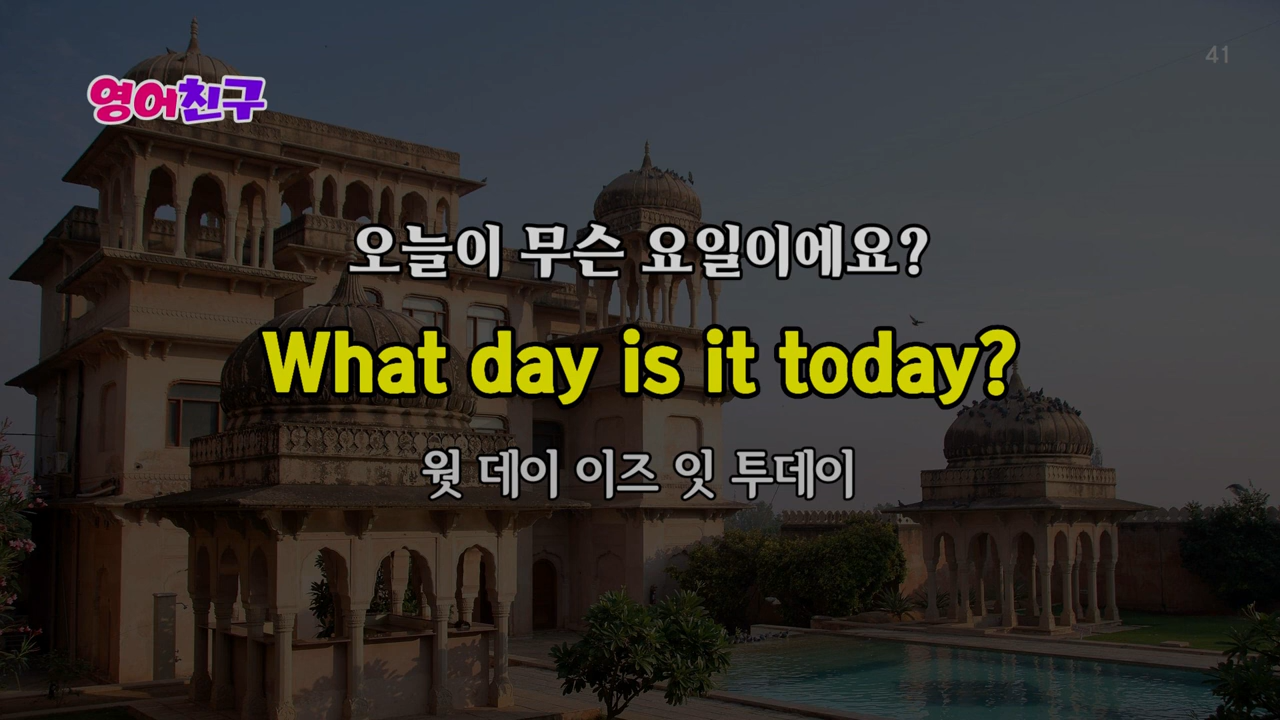 41
영어친구
오늘이 무슨 요일이에요?
What day is it today?
웟 데이 이즈 잇 투데이